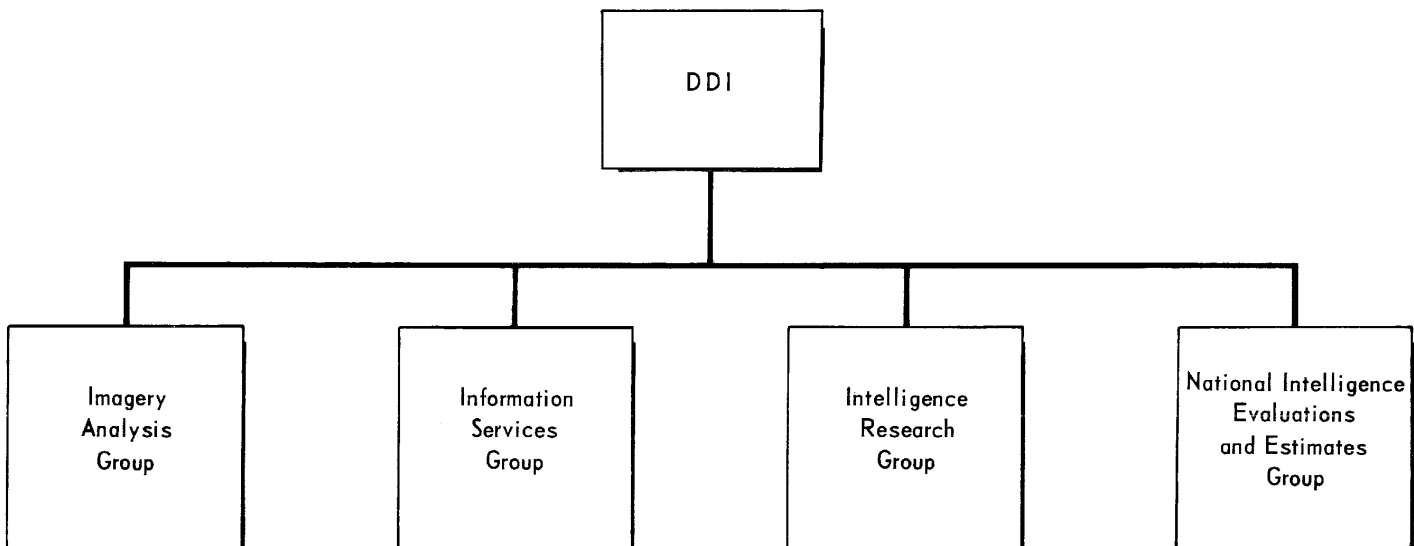 DDI
Imagery
Analysis
Group
Information
Services
Group
Intelligence
Research
Group
National Intelligence
Evaluations
and Estimates
Group